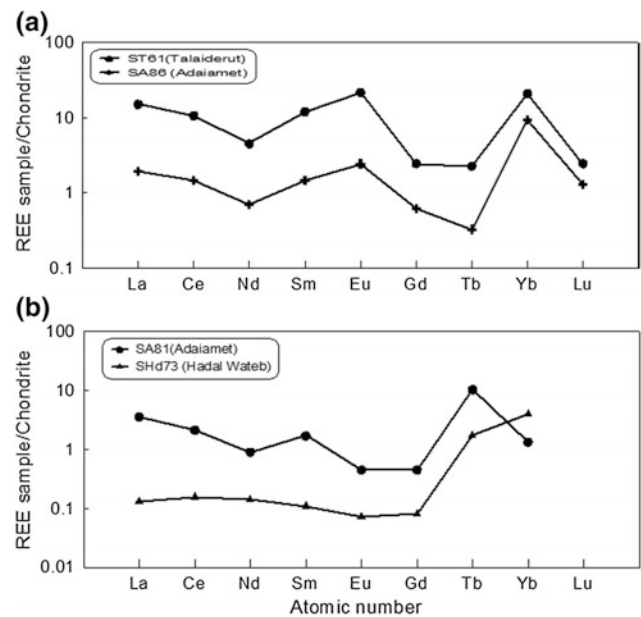 (a)
100
ST61(Talaiderut)
SA86 (Adaiamet)
10
1
0.1
REE sample/Chondrite
La Ce Nd Sm Eu Gd Tb Yb Lu
(b)
100
SA81(Adaiamet)
SHd73 (Hadal Wateb)
10
1
0.1
0.01
REE sample/Chondrite
La Ce Nd Sm Eu Gd Tb Yb Lu
Atomic number